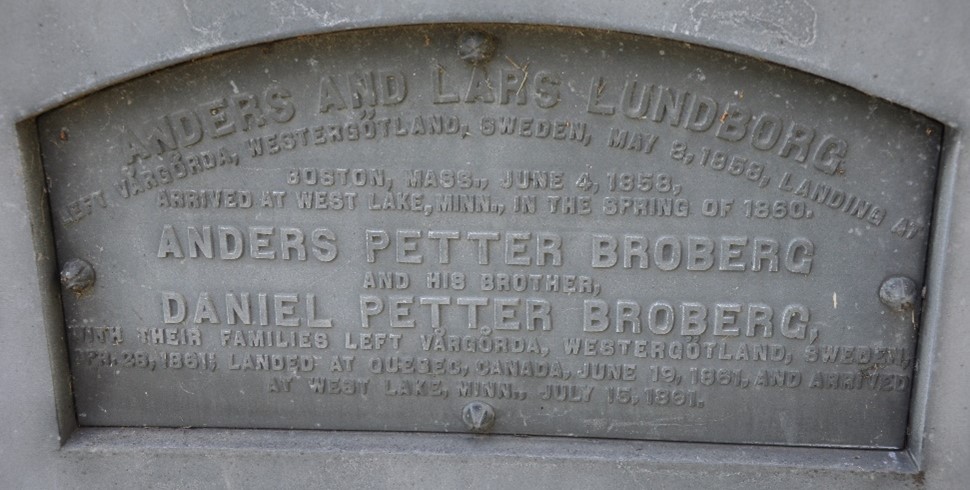 ANDERS AND LARS LUNDBORG
LEFT VÅRGÖRDA, WESTERGÖTLAND, SWEDEN, MAY 8, 1858, LANDING AT
BOSTON, MASS., JUNE 4, 1858,
ARRIVED AT WEST LAKE, MINN., IN THE SPRING OF 1860.
ANDERS PETTER BROBERG
AND HIS BROTHER,
DANIEL PETTER BROBERG,
WITH THEIR FAMILIES LEFT VÅRGÖRDA, WESTERGÖTLAND, SWEDEN,
1861, LANDED AT QUEBEC, CANADA, JUNE 19, 1861, AND ARRIVED
AT WEST LAKE, MINN., JULY 15, 1861.